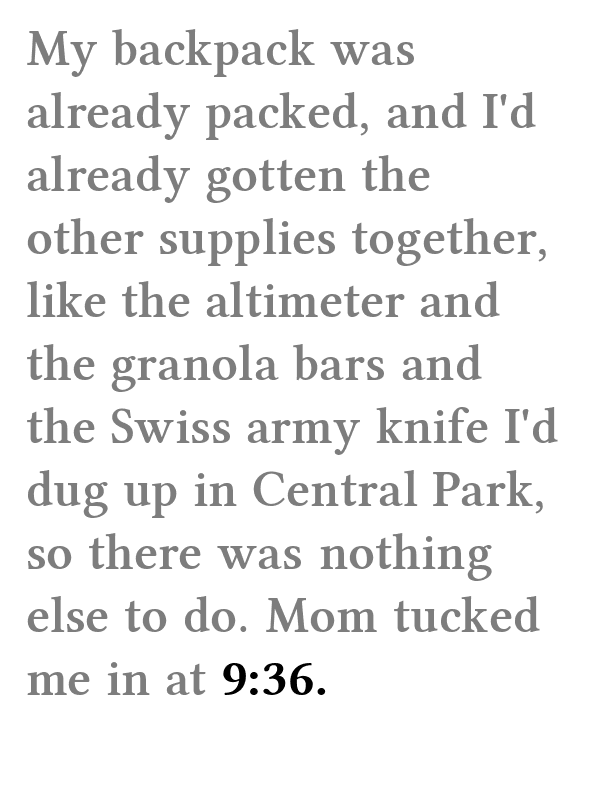 My backpack was
already packed, and I'd
already gotten the
other supplies together,
like the altimeter and
the granola bars and
the Swiss army knife I'd
dug up in Central Park,
so there was nothing
else to do. Mom tucked
me in at 9:36.